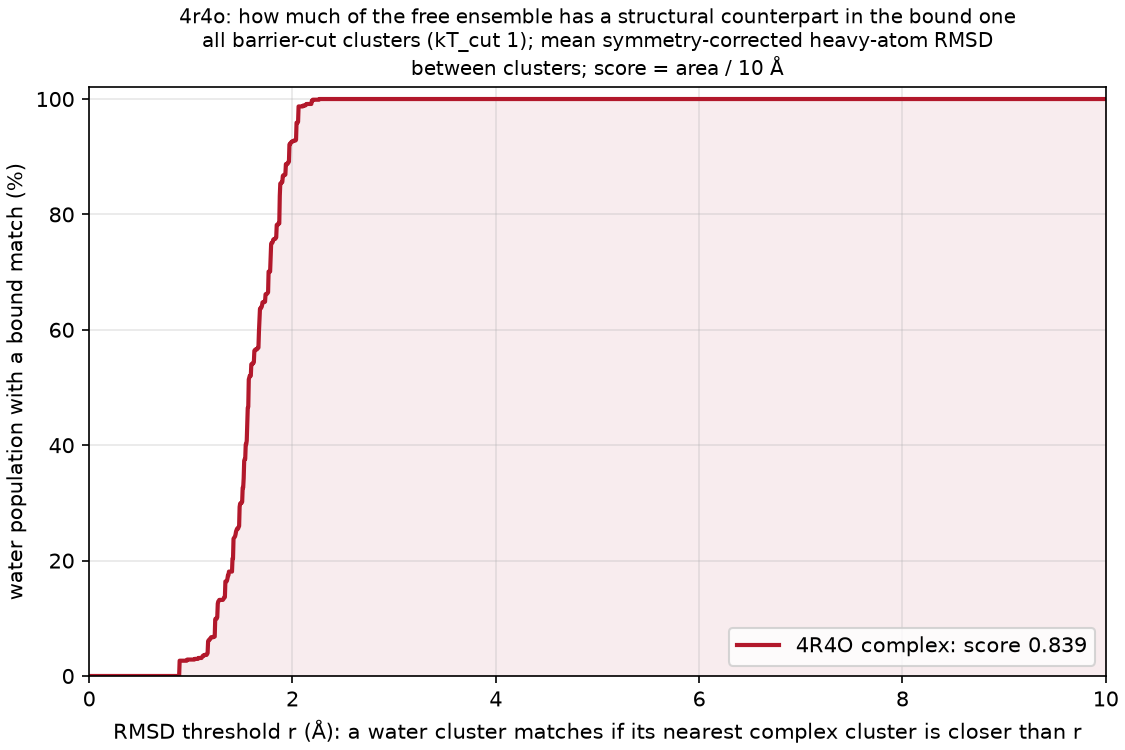 4r4o: how much of the free ensemble has a structural counterpart in the bound one
all barrier-cut clusters (kT_cut 1); mean symmetry-corrected heavy-atom RMSD
between clusters; score = area / 10 Å
water population with a bound match (%)
100
80
60
40
20
0
4R4O complex: score 0.839
0 2 4 6 8 10
RMSD threshold r (Å): a water cluster matches if its nearest complex cluster is closer than r